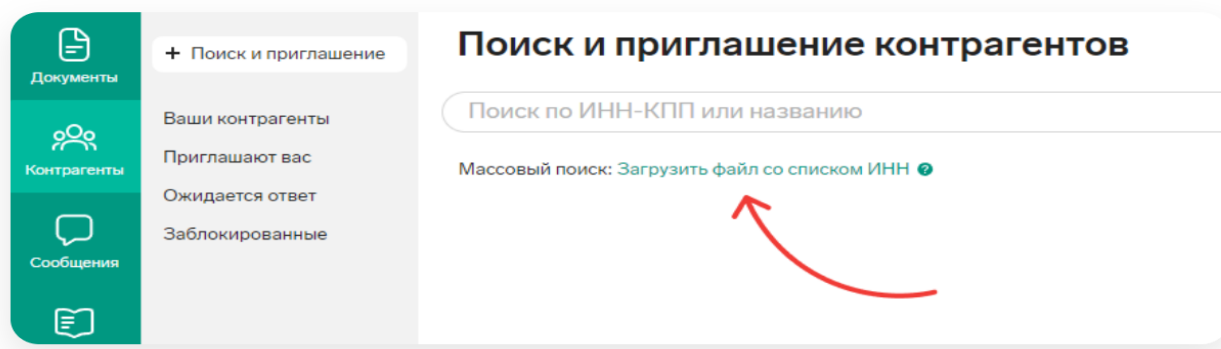 Документы
Контрагенты
Сообщения
+ Поиск и приглашение
Ваши контрагенты
Приглашают вас
Ожидается ответ
Заблокированные
Поиск и приглашение контрагентов
Поиск по ИНН-КПП или названию
Массовый поиск: Загрузить файл со списком ИНН ?